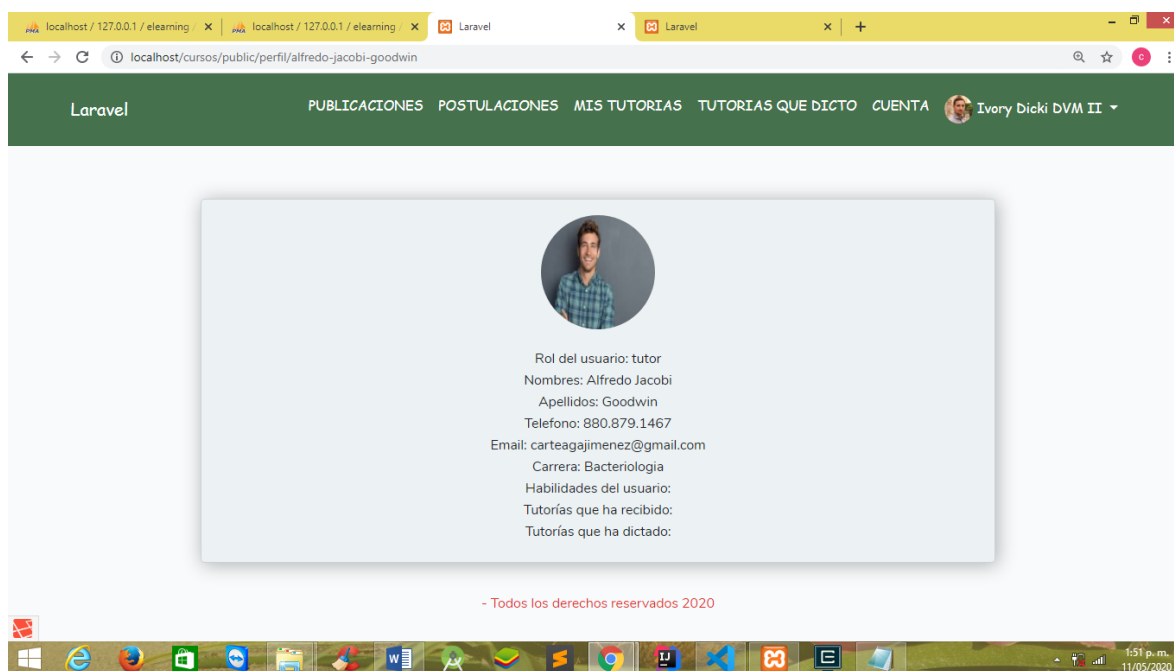 localhost / 127.0.0.1 / elearning /
localhost / 127.0.0.1 / elearning /
Laravel
Laravel
localhost/cursos/public/perfil/alfredo-jacobi-goodwin
c
Laravel PUBLICACIONES POSTULACIONES MIS TUTORIAS TUTORIAS QUE DICTO CUENTA Ivory Dicki DVM II
Rol del usuario: tutor
Nombres: Alfredo Jacobi
Apellidos: Goodwin
Telefono: 880.879.1467
Email: carteagajimenez@gmail.com
Carrera: Bacteriologia
Habilidades del usuario:
Tutorías que ha recibido:
Tutorías que ha dictado:
- Todos los derechos reservados 2020
1:51 p. m.
11/05/2020